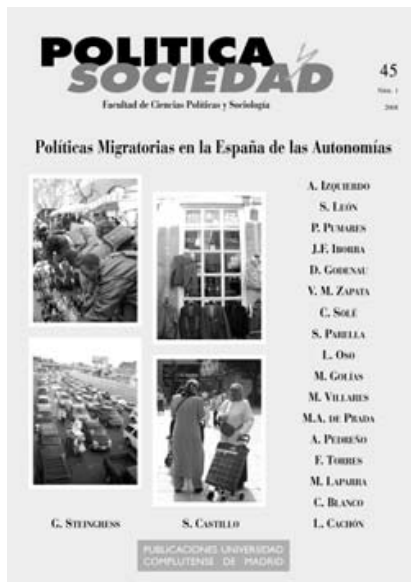 POLITICA
y
SOCIEDAD
Facultad de Ciencias Políticas y Sociología
45
Núm. 1
2008
Políticas Migratorias en la España de las Autonomías
A. IZQUIERDO
S. LEÓN
P. PUMARES
J.F. IBORRA
D. GODENAU
V. M. ZAPATA
C. SOLÉ
S. PARELLA
L. OSO
M. GOLÍAS
M. VILLARES
M.A. DE PRADA
A. PEDREÑO
F. TORRES
M. LAPARRA
C. BLANCO
G. STEINGRESS
S. CASTILLO
L. CACHÓN
PUBLICACIONES UNIVERSIDAD
COMPLUTENSE DE MADRID